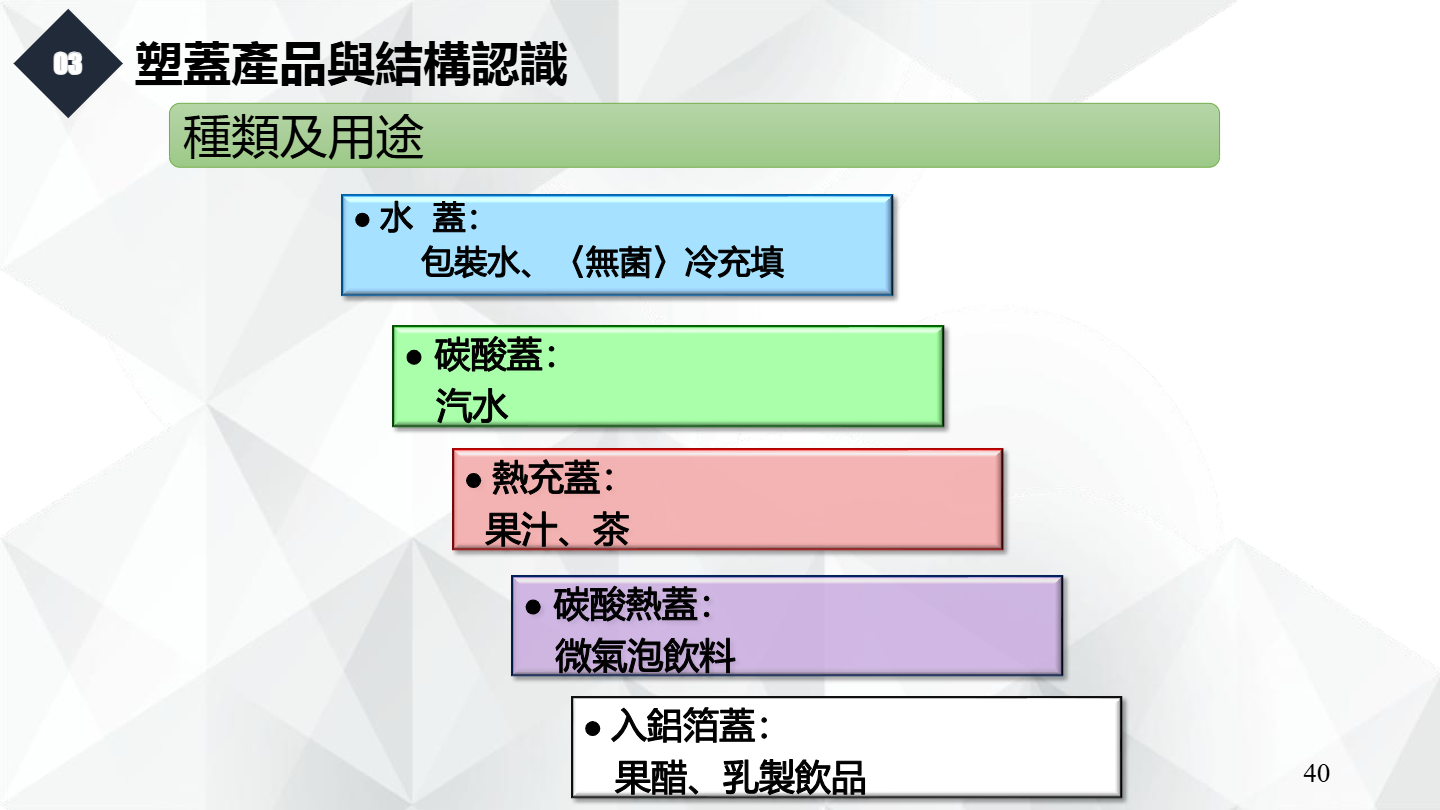 03
塑蓋產品與結構認識
種類及用途
●水 蓋：
包裝水、〈無菌〉冷充填
● 碳酸蓋：
汽水
●熱充蓋：
果汁、茶
● 碳酸熱蓋：
微氣泡飲料
●入鋁箔蓋：
果醋、乳製飲品
40